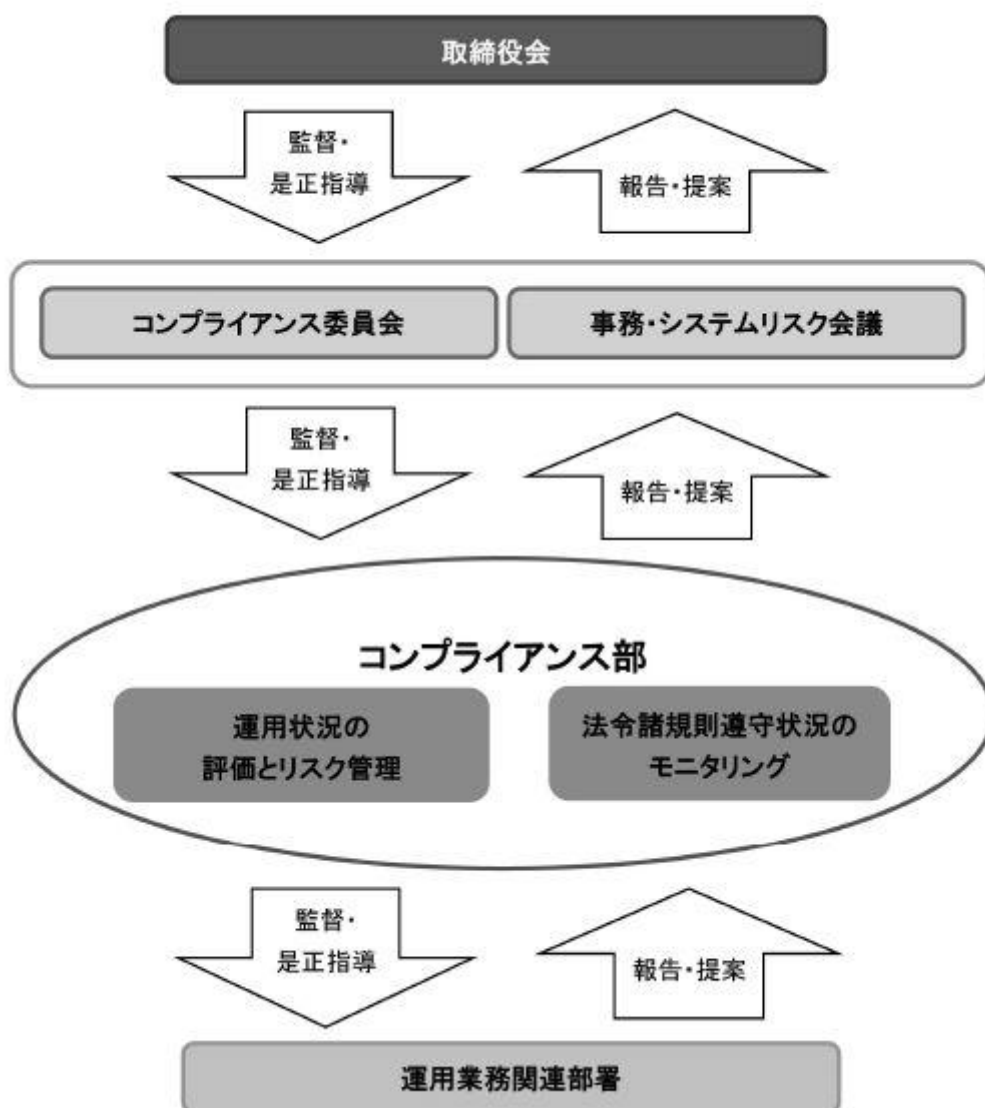 取締役会
監督・
是正指導
報告・提案
コンプライアンス委員会
事務・システムリスク会議
監督・
是正指導
報告・提案
コンプライアンス部
運用状況の
評価とリスク管理
法令諸規則遵守状況の
モニタリング
監督・
是正指導
報告・提案
運用業務関連部署